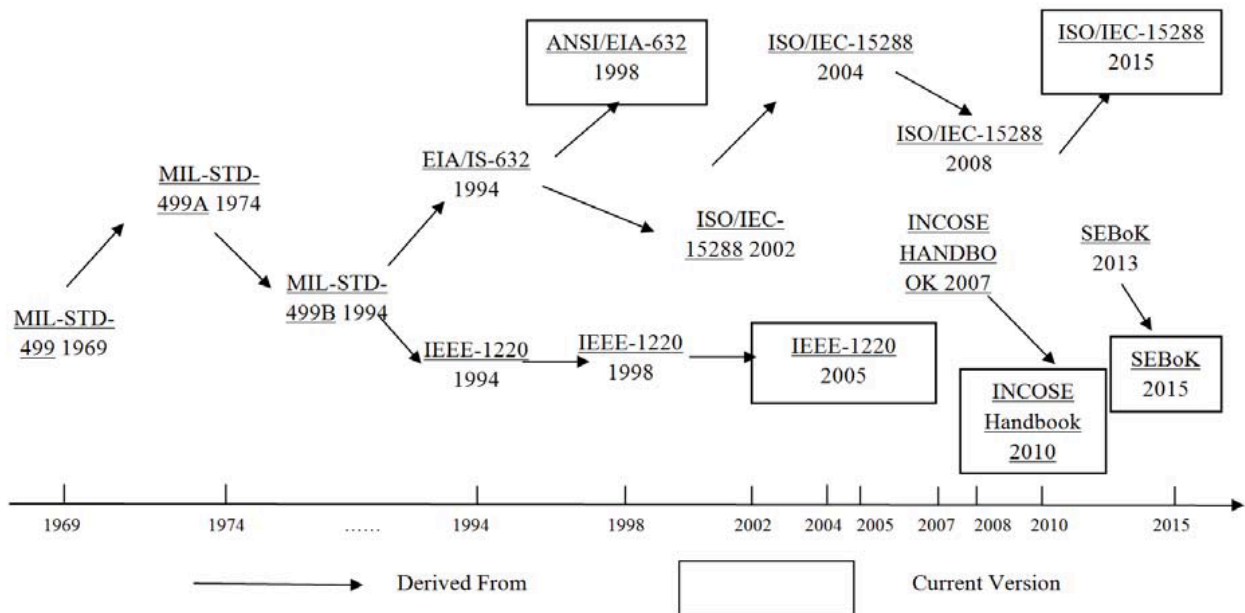 ANSI/EIA-632
1998
ISO/IEC-15288
2004
ISO/IEC-15288
2015
ISO/IEC-15288
2008
EIA/IS-632
1994
MIL-STD-
499A 1974
ISO/IEC-
15288 2002
INCOSE
HANDBO
OK 2007
SEBoK
2013
MIL-STD-
499B 1994
MIL-STD-
499 1969
IEEE-1220
1994
IEEE-1220
1998
IEEE-1220
2005
SEBoK
2015
INCOSE
Handbook
2010
1969 1974 ...... 1994 1998 2002 2004 2005 2007 2008 2010 2015
Derived From Current Version